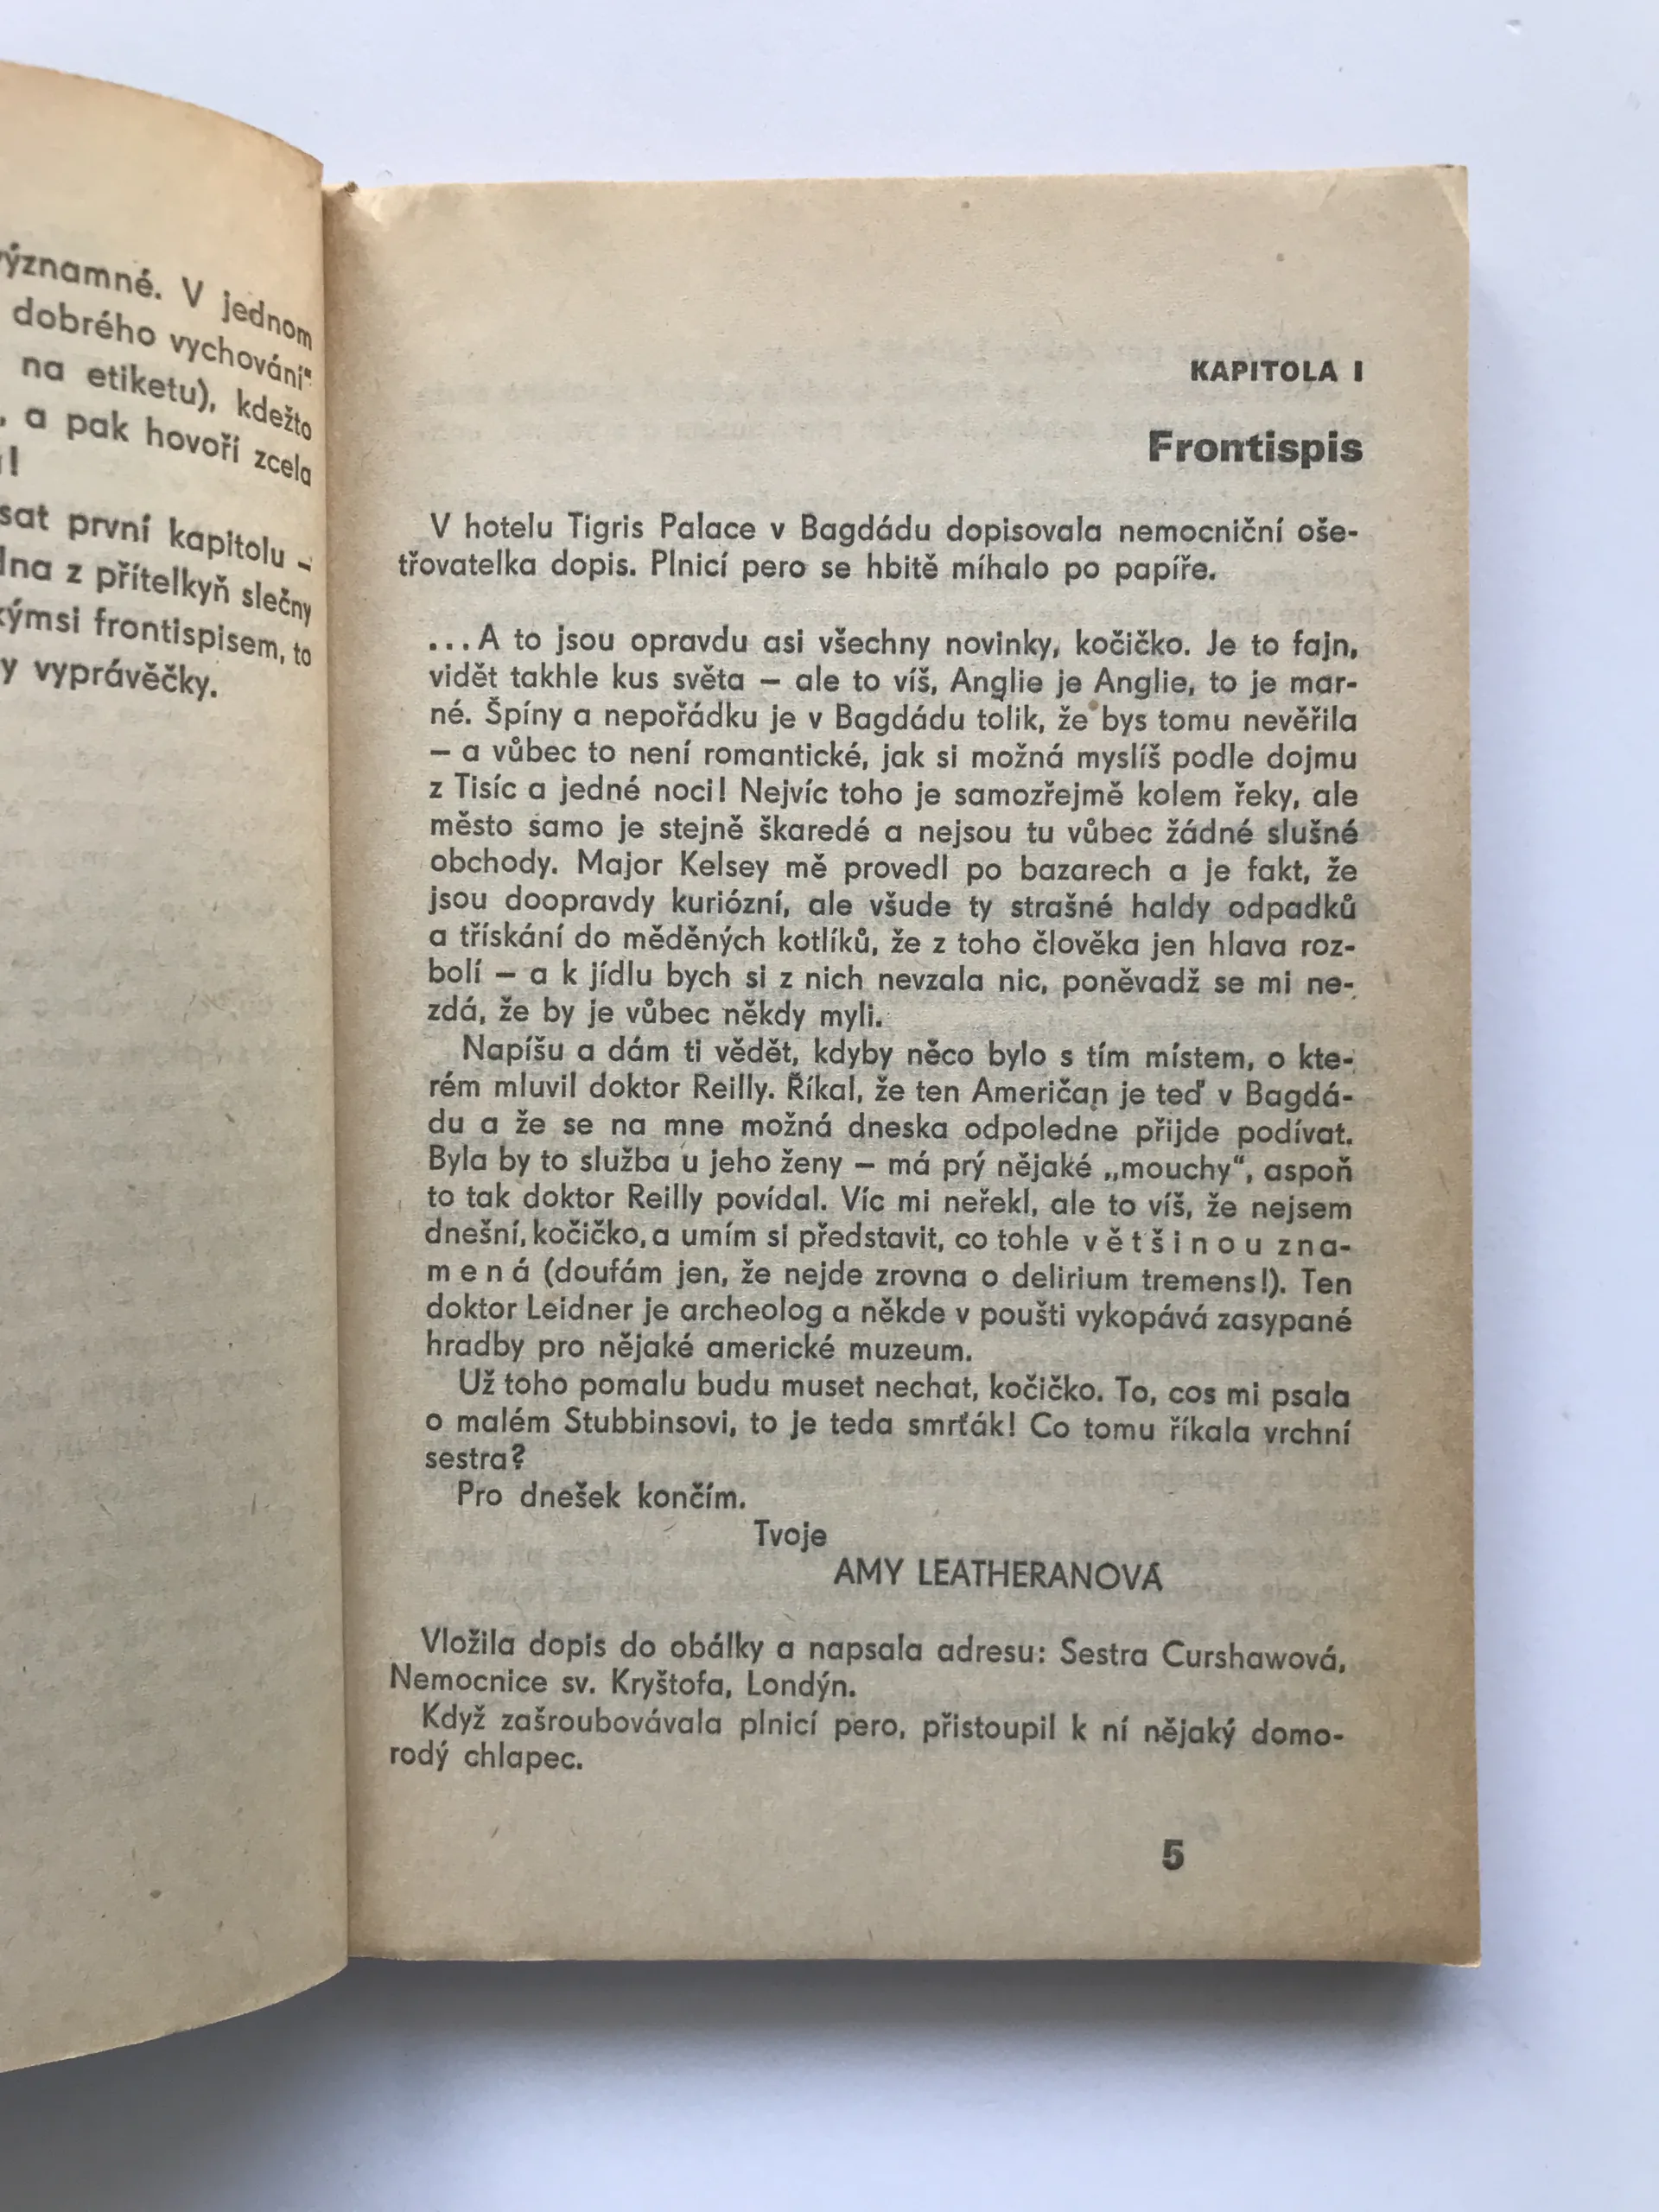 významné. V jednom
dobrého vychování"
na etiketu), kdežto
, a pak hovoří zcela
!
sat první kapitolu –
dna z přítelkyň slečny
kýmsi frontispisem, to
y vyprávěčky.
KAPITOLA I
Frontispis
V hotelu Tigris Palace v Bagdádu dopisovala nemocniční oše-
třovatelka dopis. Plnicí pero se hbitě míhalo po papíře.
...A to jsou opravdu asi všechny novinky, kočičko. Je to fajn,
vidět takhle kus světa – ale to víš, Anglie je Anglie, to je mar-
né. Špíny a nepořádku je v Bagdádu tolik, že bys tomu nevěřila
– a vůbec to není romantické, jak si možná myslíš podle dojmu
z Tisíc a jedné noci! Nejvíc toho je samozřejmě kolem řeky, ale
město samo je stejně škaredé a nejsou tu vůbec žádné slušné
obchody. Major Kelsey mě provedl po bazarech a je fakt, že
jsou doopravdy kuriózní, ale všude ty strašné haldy odpadků
a třískání do měděných kotlíků, že z toho člověka jen hlava roz-
bolí – a k jídlu bych si z nich nevzala nic, poněvadž se mi ne-
zdá, že by je vůbec někdy myli.
Napíšu a dám ti vědět, kdyby něco bylo s tím místem, o kte-
rém mluvil doktor Reilly. Říkal, že ten Američan je teď v Bagdá-
du a že se na mne možná dneska odpoledne přijde podívat.
Byla by to služba u jeho ženy – má prý nějaké „mouchy“, aspoň
to tak doktor Reilly povídal. Víc mi neřekl, ale to víš, že nejsem
dnešní, kočičko, a umím si představit, co tohle většinou zna-
mená (doufám jen, že nejde zrovna o delirium tremens!). Ten
doktor Leidner je archeolog a někde v poušti vykopává zasypané
hradby pro nějaké americké muzeum.
Už toho pomalu budu muset nechat, kočičko. To, cos mi psala
o malém Stubbinsovi, to je teda smrťák! Co tomu říkala vrchní
sestra?
Pro dnešek končím.
Tvoje
AMY LEATHERANOVÁ
Vložila dopis do obálky a napsala adresu: Sestra Curshawová,
Nemocnice sv. Kryštofa, Londýn.
Když zašroubovávala plnicí pero, přistoupil k ní nějaký domo-
rodý chlapec.
5